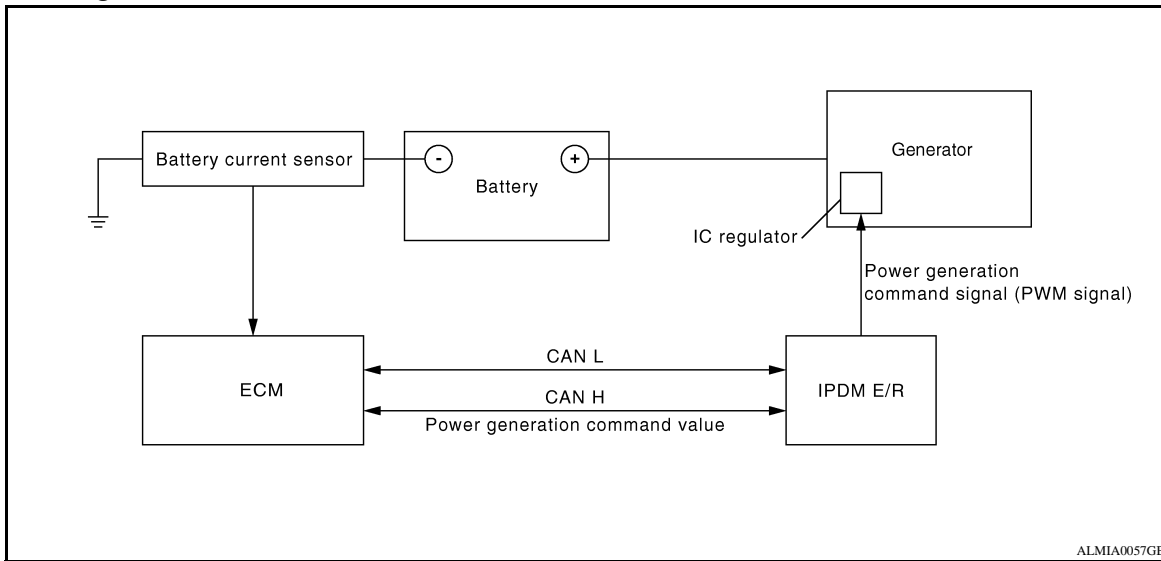 Battery current sensor
-
+
Battery
Generator
IC regulator
Power generation
command signal (PWM signal)
ECM
CAN L
CAN H
Power generation command value
IPDM E/R